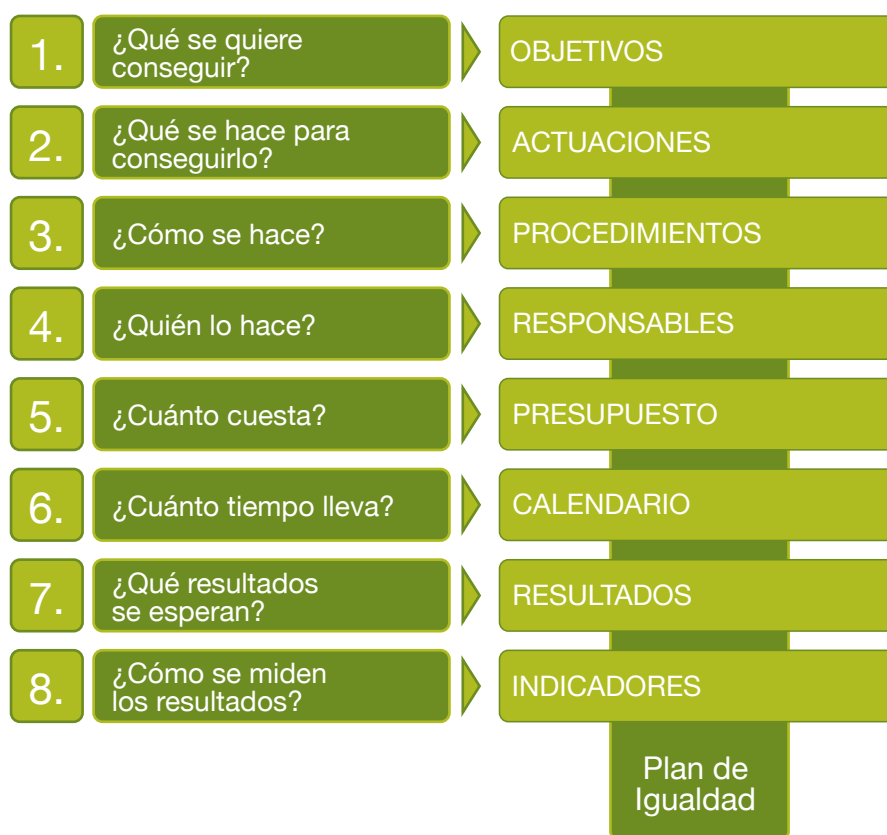 1.
¿Qué se quiere
conseguir?
OBJETIVOS
2.
¿Qué se hace para
conseguirlo?
ACTUACIONES
3.
¿Cómo se hace?
PROCEDIMIENTOS
4.
¿Quién lo hace?
RESPONSABLES
5.
¿Cuánto cuesta?
PRESUPUESTO
6.
¿Cuánto tiempo lleva?
CALENDARIO
7.
¿Qué resultados
se esperan?
RESULTADOS
8.
¿Cómo se miden
los resultados?
INDICADORES
Plan de
Igualdad